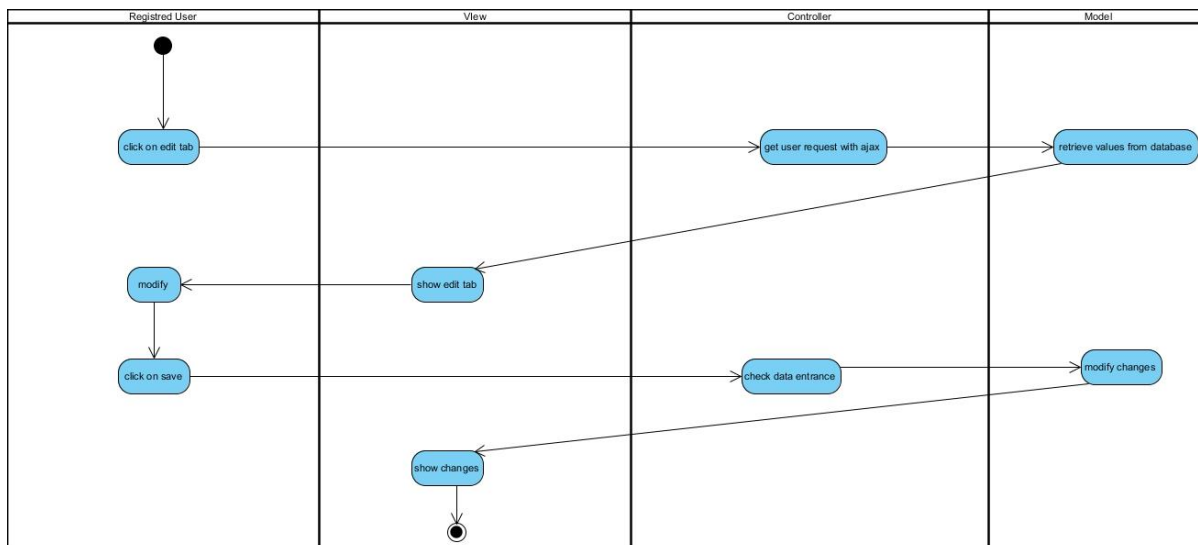 Registred User
VIew
Controller
Model
click on edit tab
get user request with ajax
retrieve values from database
modify
show edit tab
click on save
check data entrance
modify changes
show changes